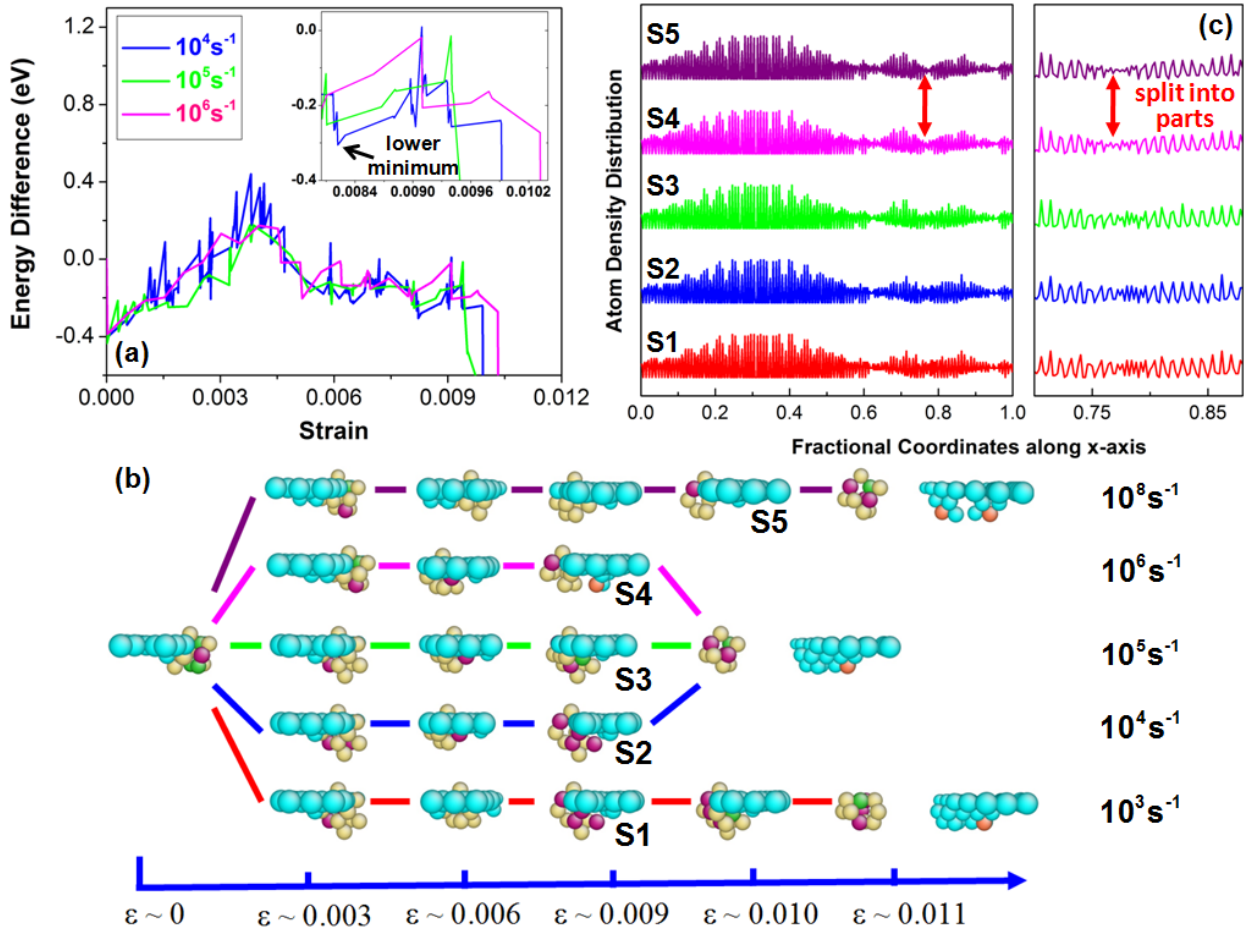 1.2
0.8
0.4
0.0
-0.4
Energy Difference (eV)
10⁴s⁻¹
10⁵s⁻¹
10⁶s⁻¹
0.0
-0.2
-0.4
lower
minimum
0.0084 0.0090 0.0096 0.0102
(a)
0.000 0.003 0.006 0.009 0.012
Strain
Atom Density Distribution
S5
S4
S3
S2
S1
(c)
split into
parts
0.0 0.2 0.4 0.6 0.8 1.0
0.75 0.80 0.85
Fractional Coordinates along x-axis
(b)
S5
10⁸s⁻¹
S4
10⁶s⁻¹
S3
10⁵s⁻¹
S2
10⁴s⁻¹
S1
10³s⁻¹
ε ~ 0 ε ~ 0.003 ε ~ 0.006 ε ~ 0.009 ε ~ 0.010 ε ~ 0.011